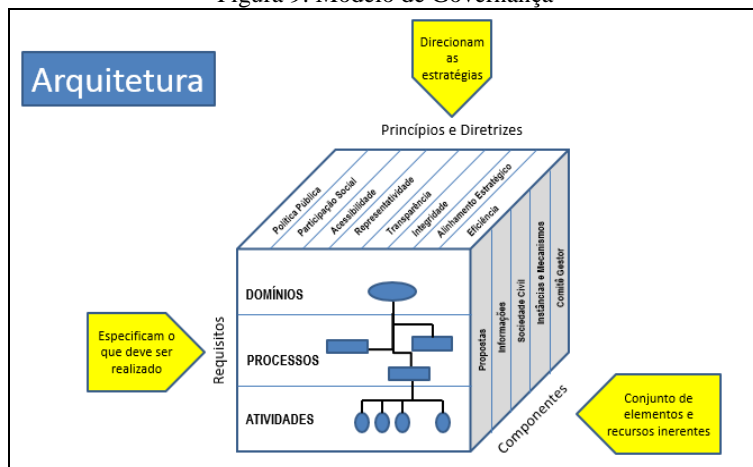 Figura 9: Modelo de Governança
Arquitetura
Direcionam
as
estratégias
Princípios e Diretrizes
Política Pública
Participação Social
Acessibilidade
Representatividade
Transparência
Integridade
Alinhamento Estratégico
Eficiência
Especificam o
que deve ser
realizado
Requisitos
DOMÍNIOS
PROCESSOS
ATIVIDADES
Propostas
Informações
Sociedade Civil
Instâncias e Mecanismos
Comitê Gestor
Componentes
Conjunto de
elementos e
recursos inerentes